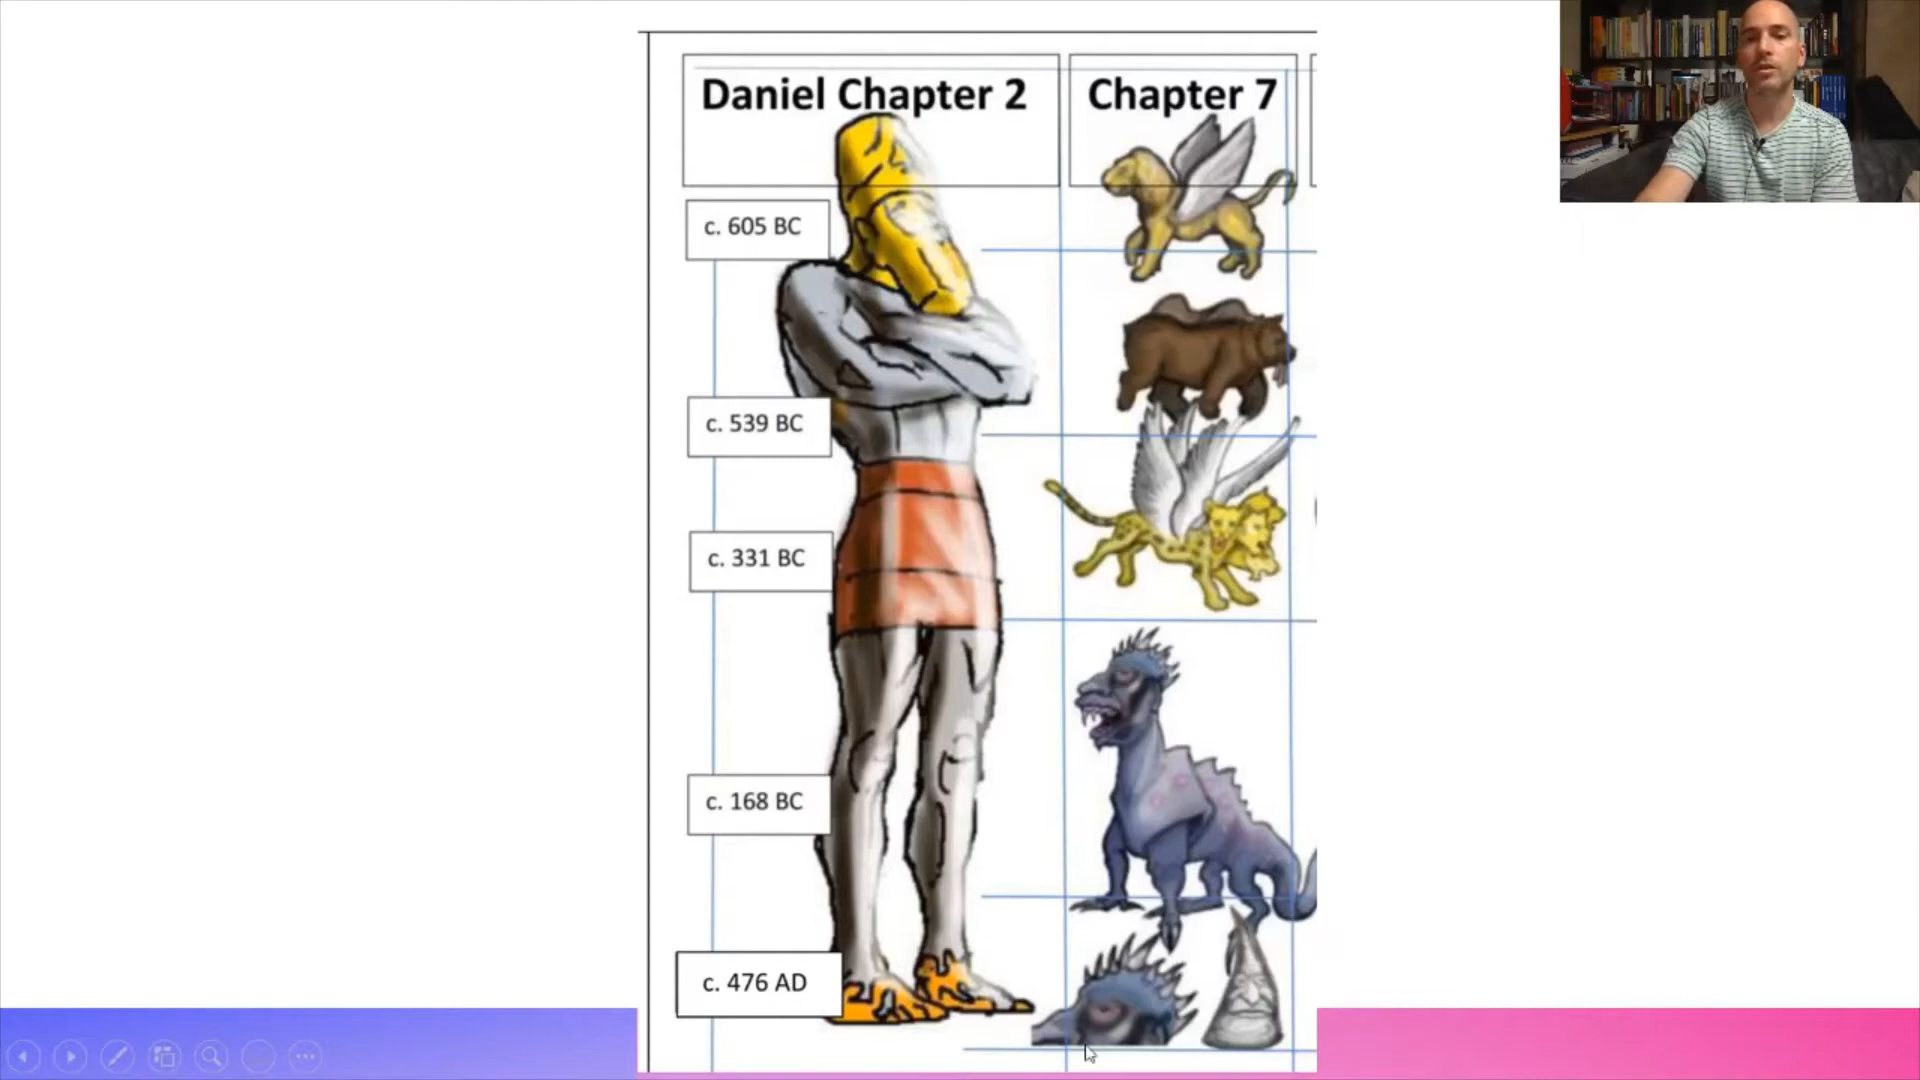 Daniel Chapter 2
Chapter 7
c. 605 BC
c. 539 BC
c. 331 BC
c. 168 BC
c. 476 AD